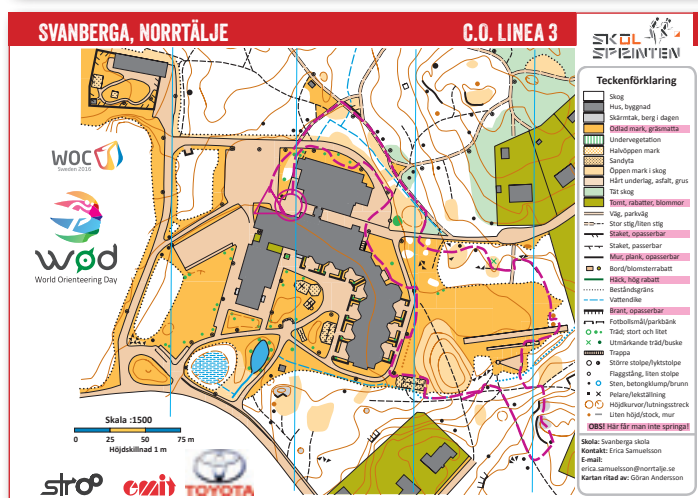 SVANBERGA, NORRTÄLJE
C.O. LINEA 3
SKOL
SPRINTEN
WOC
Sweden 2016
wød
World Orienteering Day
Teckenförklaring
Skog
Hus, byggnad
Skärmtak, berg i dagen
Odlad mark, gräsmatta
Undervegetation
Halvöppen mark
Sandyta
Öppen mark i skog
Hårt underlag, asfalt, grus
Tät skog
Tomt, rabatter, blommor
Väg, parkväg
Stor stig/liten stig
Staket, opasserbar
Staket, passerbar
Mur, plank, opasserbar
Bord/blomsterrabatt
Häck, hög rabatt
Beståndsgräns
Vattendike
Brant, opasserbar
Fotbollsmål/parkbänk
Träd; stort och litet
Utmärkande träd/buske
Trappa
Större stolpe/lyktstolpe
Flaggstång, liten stolpe
Sten, betongklump/brunn
Pelare/lekställning
Höjdkurvor/lutningsstreck
Liten höjd/stock, mur
OBS! Här får man inte springa!
Skola: Svanberga skola
Kontakt: Erica Samuelsson
E-mail:
erica.samuelsson@norrtalje.se
Kartan ritad av: Göran Andersson
Skala :1500
0 25 50 75 m
Höjdskillnad 1 m
stroo
emit
TOYOTA